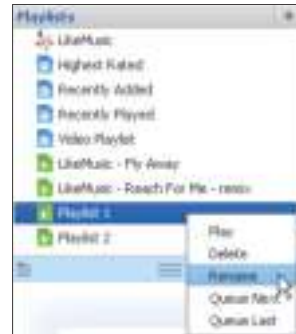 Playlists
LikeMusic
Highest Rated
Recently Added
Recently Played
Video Playlist
LikeMusic - Fly Away
LikeMusic - Reach For Me - remix
Playlist 1
Playlist 2
Play
Delete
Rename
Queue Next
Queue Last